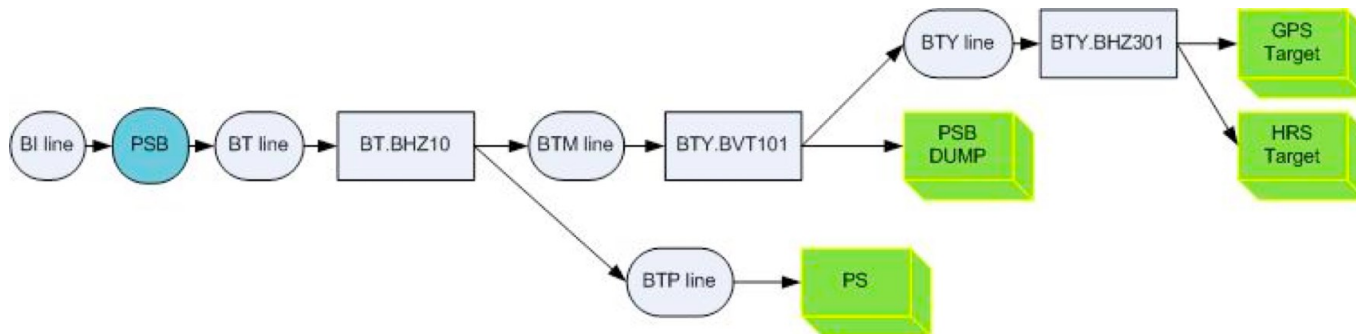 BTY line
BTY.BHZ301
GPS
Target
BI line
PSB
BT line
BT.BHZ10
BTM line
BTY.BVT101
PSB
DUMP
HRS
Target
BTP line
PS